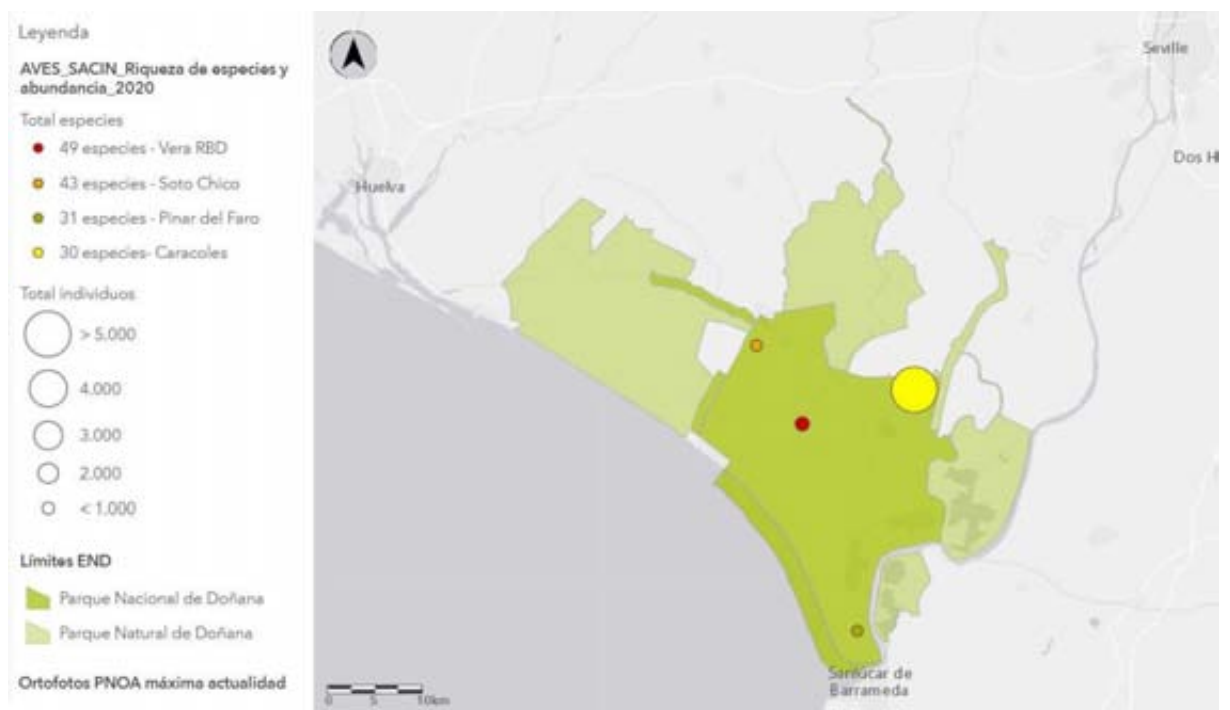 Leyenda
AVES_SACIN_Riqueza de especies y
abundancia_2020
Total especies
49 especies - Vera RBD
43 especies - Soto Chico
31 especies - Pinar del Faro
30 especies- Caracoles
Total individuos
> 5.000
4.000
3.000
2.000
< 1.000
Límites END
Parque Nacional de Doñana
Parque Natural de Doñana
Ortofotos PNOA máxima actualidad
Seville
Dos H
Huelva
Sanlúcar de
Barrameda
0 5 10km